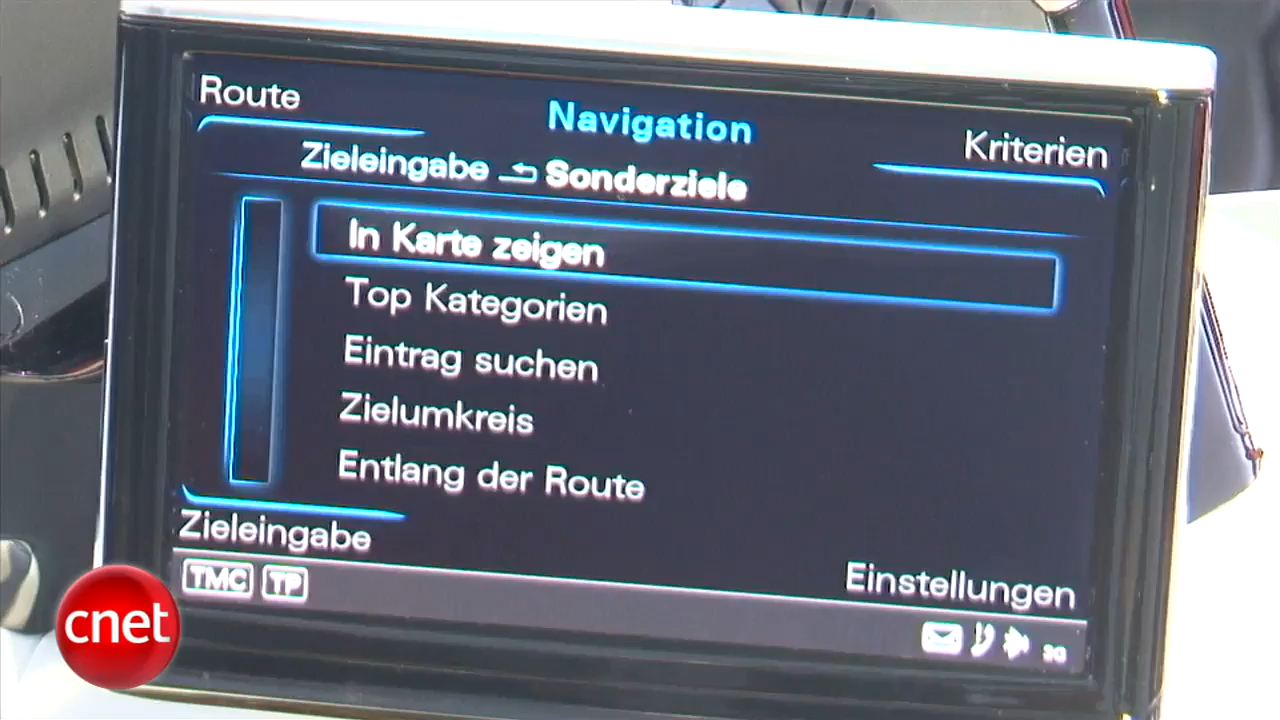 Route
Navigation
Kriterien
Zieleingabe Sonderziele
In Karte zeigen
Top Kategorien
Eintrag suchen
Zielumkreis
Entlang der Route
Zieleingabe
Einstellungen
TMC TP
3G
cnet